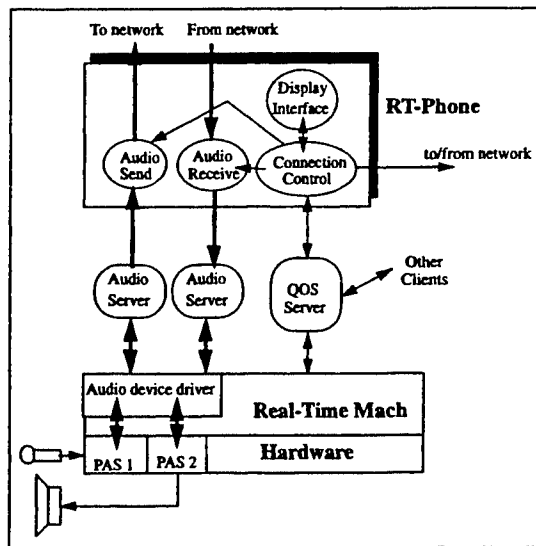 To network
From network
Display
Interface
RT-Phone
Audio
Send
Audio
Receive
Connection
Control
to/from network
Audio
Server
Audio
Server
QOS
Server
Other
Clients
Audio device driver
Real-Time Mach
PAS 1
PAS 2
Hardware